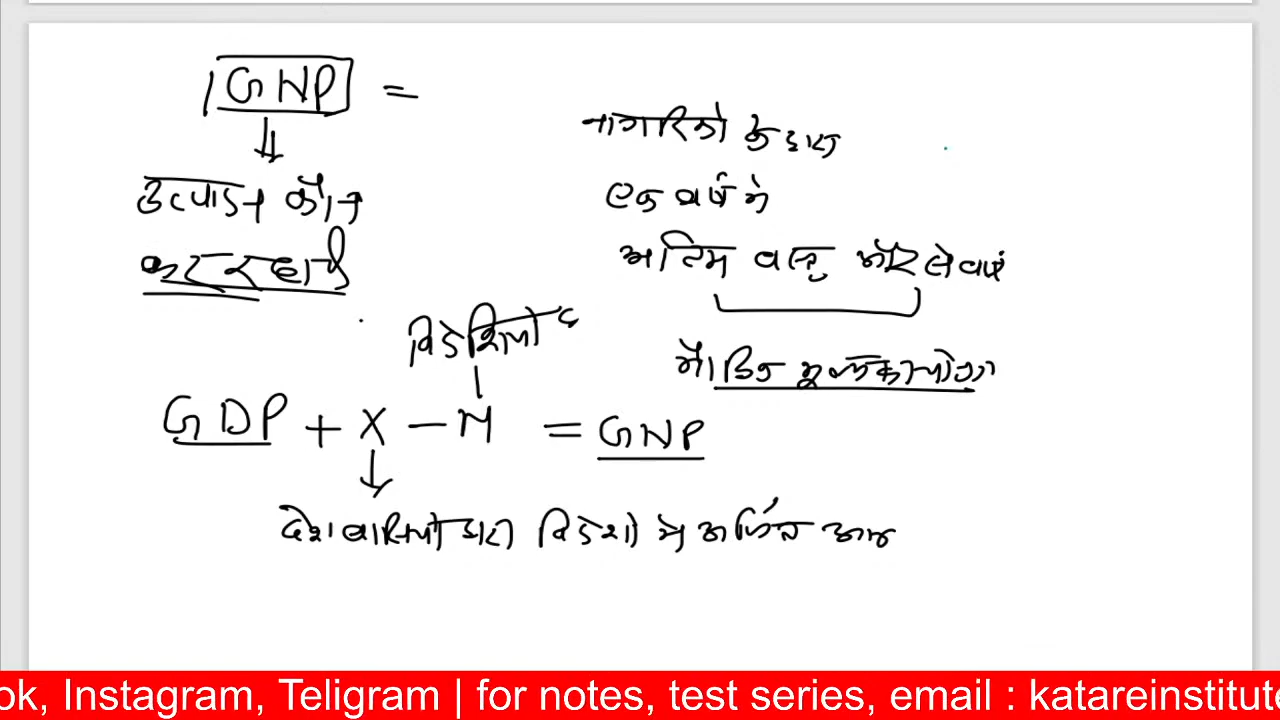 GNP =
उत्पादन कौन
कर रहा है
नागरिको के द्वारा
एक वर्ष में
अंतिम वस्तु और सेवाएं
मौद्रिक मूल्य का योग
विदेशियों
GDP + X - M = GNP
देशवासियों द्वारा विदेशो मे अर्जित आय
ok, Instagram, Teligram | for notes, test series, email : katareinstitute